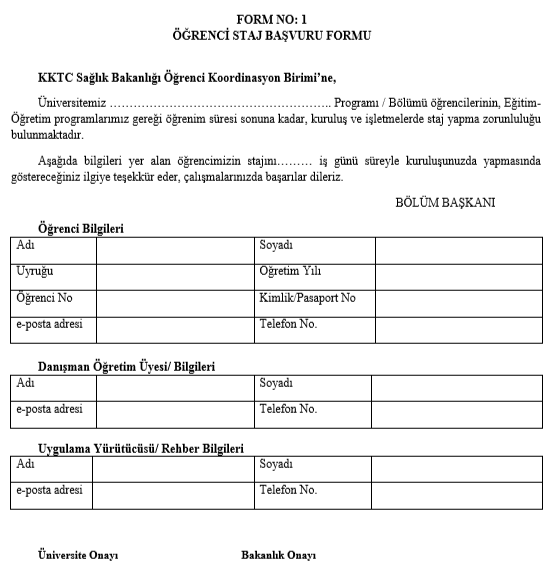 FORM NO: 1
ÖĞRENCİ STAJ BAŞVURU FORMU
KKTC Sağlık Bakanlığı Öğrenci Koordinasyon Birimi’ne,
Üniversitemiz ……………………………………………….. Programı / Bölümü öğrencilerinin, Eğitim-
Öğretim programlarımız gereği öğrenim süresi sonuna kadar, kuruluş ve işletmelerde staj yapma zorunluluğu
bulunmaktadır.
Aşağıda bilgileri yer alan öğrencimizin stajını……… iş günü süreyle kuruluşunuzda yapmasında
göstereceğiniz ilgiye teşekkür eder, çalışmalarınızda başarılar dileriz.
BÖLÜM BAŞKANI
Öğrenci Bilgileri
Adı Soyadı
Uyruğu Öğretim Yılı
Öğrenci No Kimlik/Pasaport No
e-posta adresi Telefon No.
Danışman Öğretim Üyesi/ Bilgileri
Adı Soyadı
e-posta adresi Telefon No.
Uygulama Yürütücüsü/ Rehber Bilgileri
Adı Soyadı
e-posta adresi Telefon No.
Üniversite Onayı Bakanlık Onayı